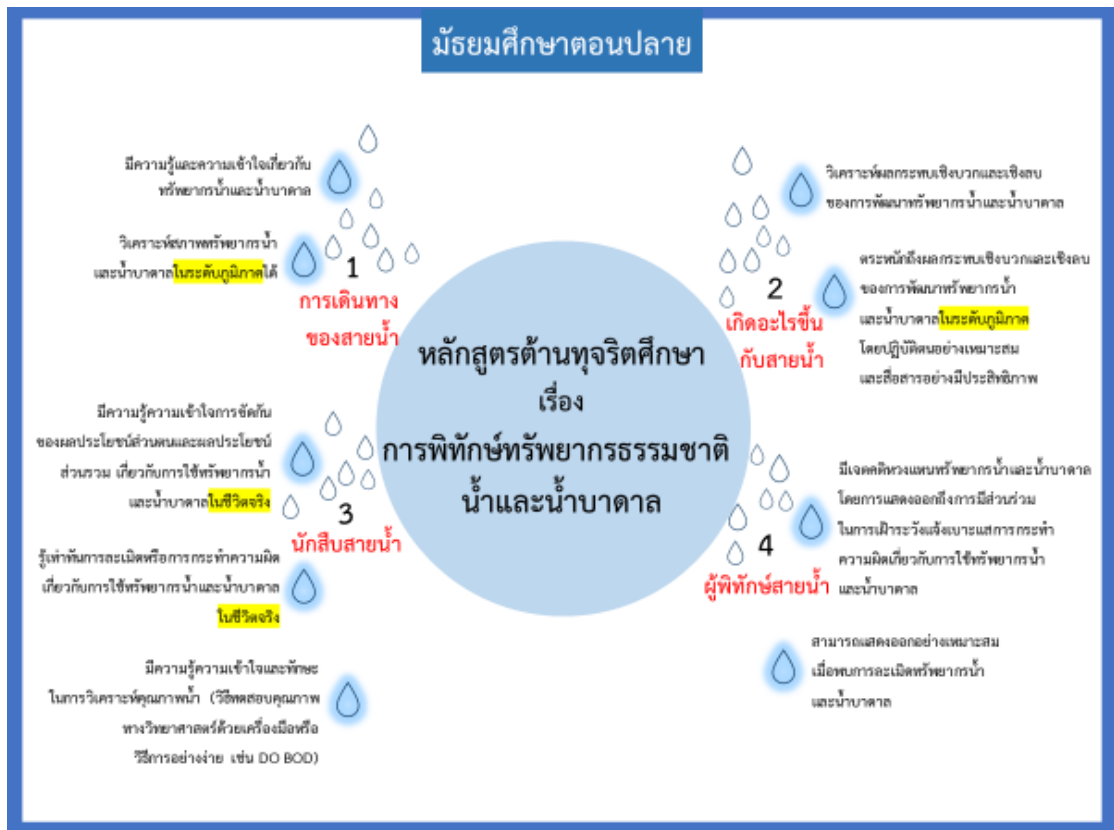 มัธยมศึกษาตอนปลาย
มีความรู้และความเข้าใจเกี่ยวกับ
ทรัพยากรน้ำและน้ำบาดาล
วิเคราะห์สภาพทรัพยากรน้ำ
และน้ำบาดาลในระดับภูมิภาคได้
1
การเดินทาง
ของสายน้ำ
วิเคราะห์ผลกระทบเชิงบวกและเชิงลบ
ของการพัฒนาทรัพยากรน้ำและน้ำบาดาล
ตระหนักถึงผลกระทบเชิงบวกและเชิงลบ
ของการพัฒนาทรัพยากรน้ำ
และน้ำบาดาลในระดับภูมิภาค
โดยปฏิบัติตนอย่างเหมาะสม
และสื่อสารอย่างมีประสิทธิภาพ
2
เกิดอะไรขึ้น
กับสายน้ำ
หลักสูตรต้านทุจริตศึกษา
เรื่อง
การพิทักษ์ทรัพยากรธรรมชาติ
น้ำและน้ำบาดาล
มีความรู้ความเข้าใจการขัดกัน
ของผลประโยชน์ส่วนตนและผลประโยชน์
ส่วนรวม เกี่ยวกับการใช้ทรัพยากรน้ำ
และน้ำบาดาลในชีวิตจริง
3
นักสืบสายน้ำ
รู้เท่าทันการละเมิดหรือการกระทำความผิด
เกี่ยวกับการใช้ทรัพยากรน้ำและน้ำบาดาล
ในชีวิตจริง
มีความรู้ความเข้าใจและทักษะ
ในการวิเคราะห์คุณภาพน้ำ (วิธีทดสอบคุณภาพ
ทางวิทยาศาสตร์ด้วยเครื่องมือหรือ
วิธีการอย่างง่าย เช่น DO BOD)
มีเจตคติหวงแหนทรัพยากรน้ำและน้ำบาดาล
โดยการแสดงออกถึงการมีส่วนร่วม
ในการเฝ้าระวังแจ้งเบาะแสการกระทำ
ความผิดเกี่ยวกับการใช้ทรัพยากรน้ำ
และน้ำบาดาล
4
ผู้พิทักษ์สายน้ำ
สามารถแสดงออกอย่างเหมาะสม
เมื่อพบการละเมิดทรัพยากรน้ำ
และน้ำบาดาล